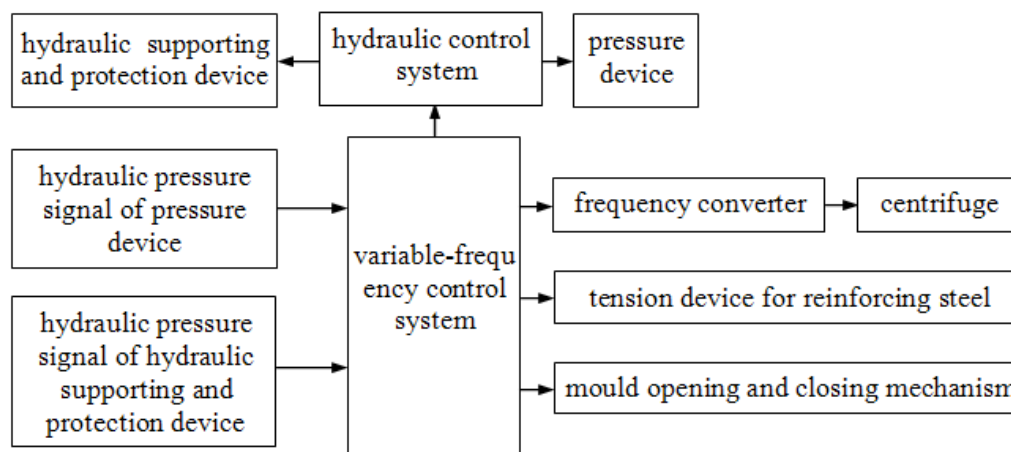 hydraulic supporting
and protection device
hydraulic control
system
pressure
device
hydraulic pressure
signal of pressure
device
hydraulic pressure
signal of hydraulic
supporting and
protection device
variable-frequ
ency control
system
frequency converter
centrifuge
tension device for reinforcing steel
mould opening and closing mechanism